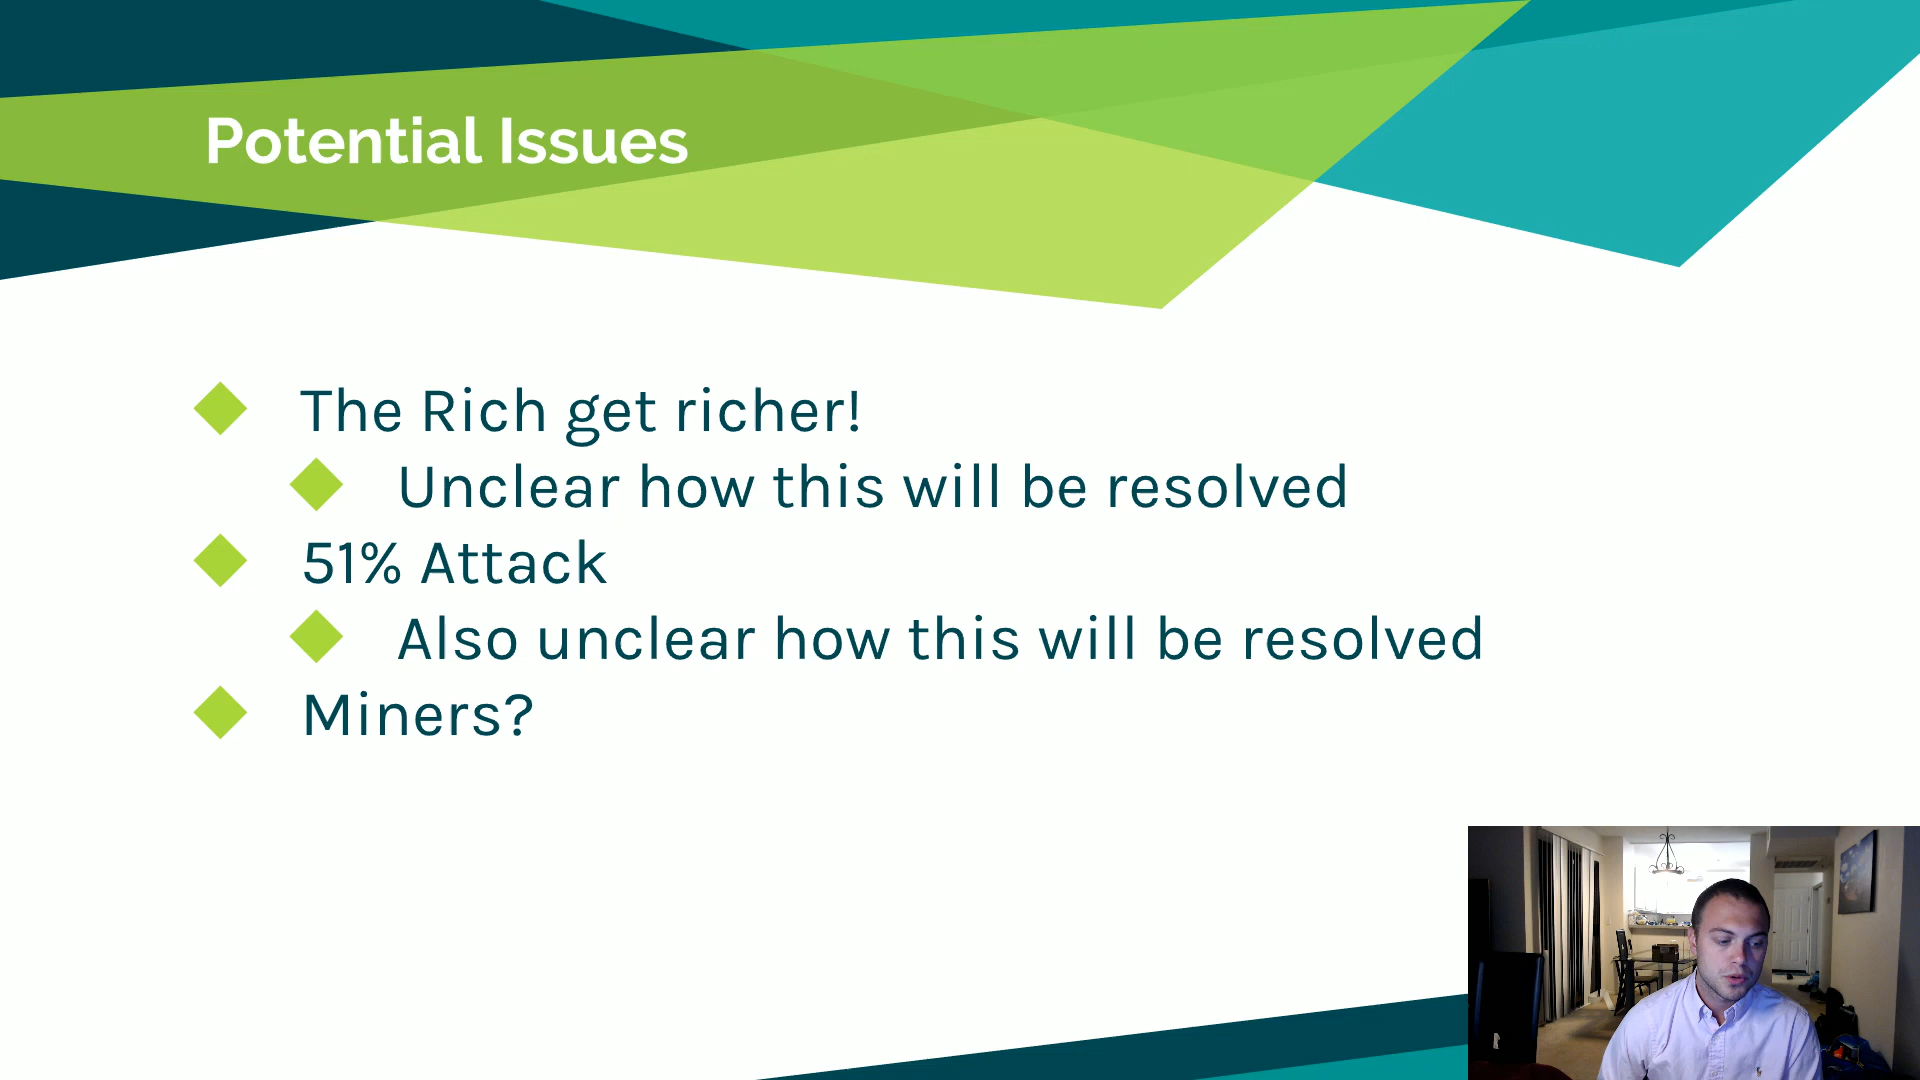 Potential Issues
The Rich get richer!
Unclear how this will be resolved
51% Attack
Also unclear how this will be resolved
Miners?